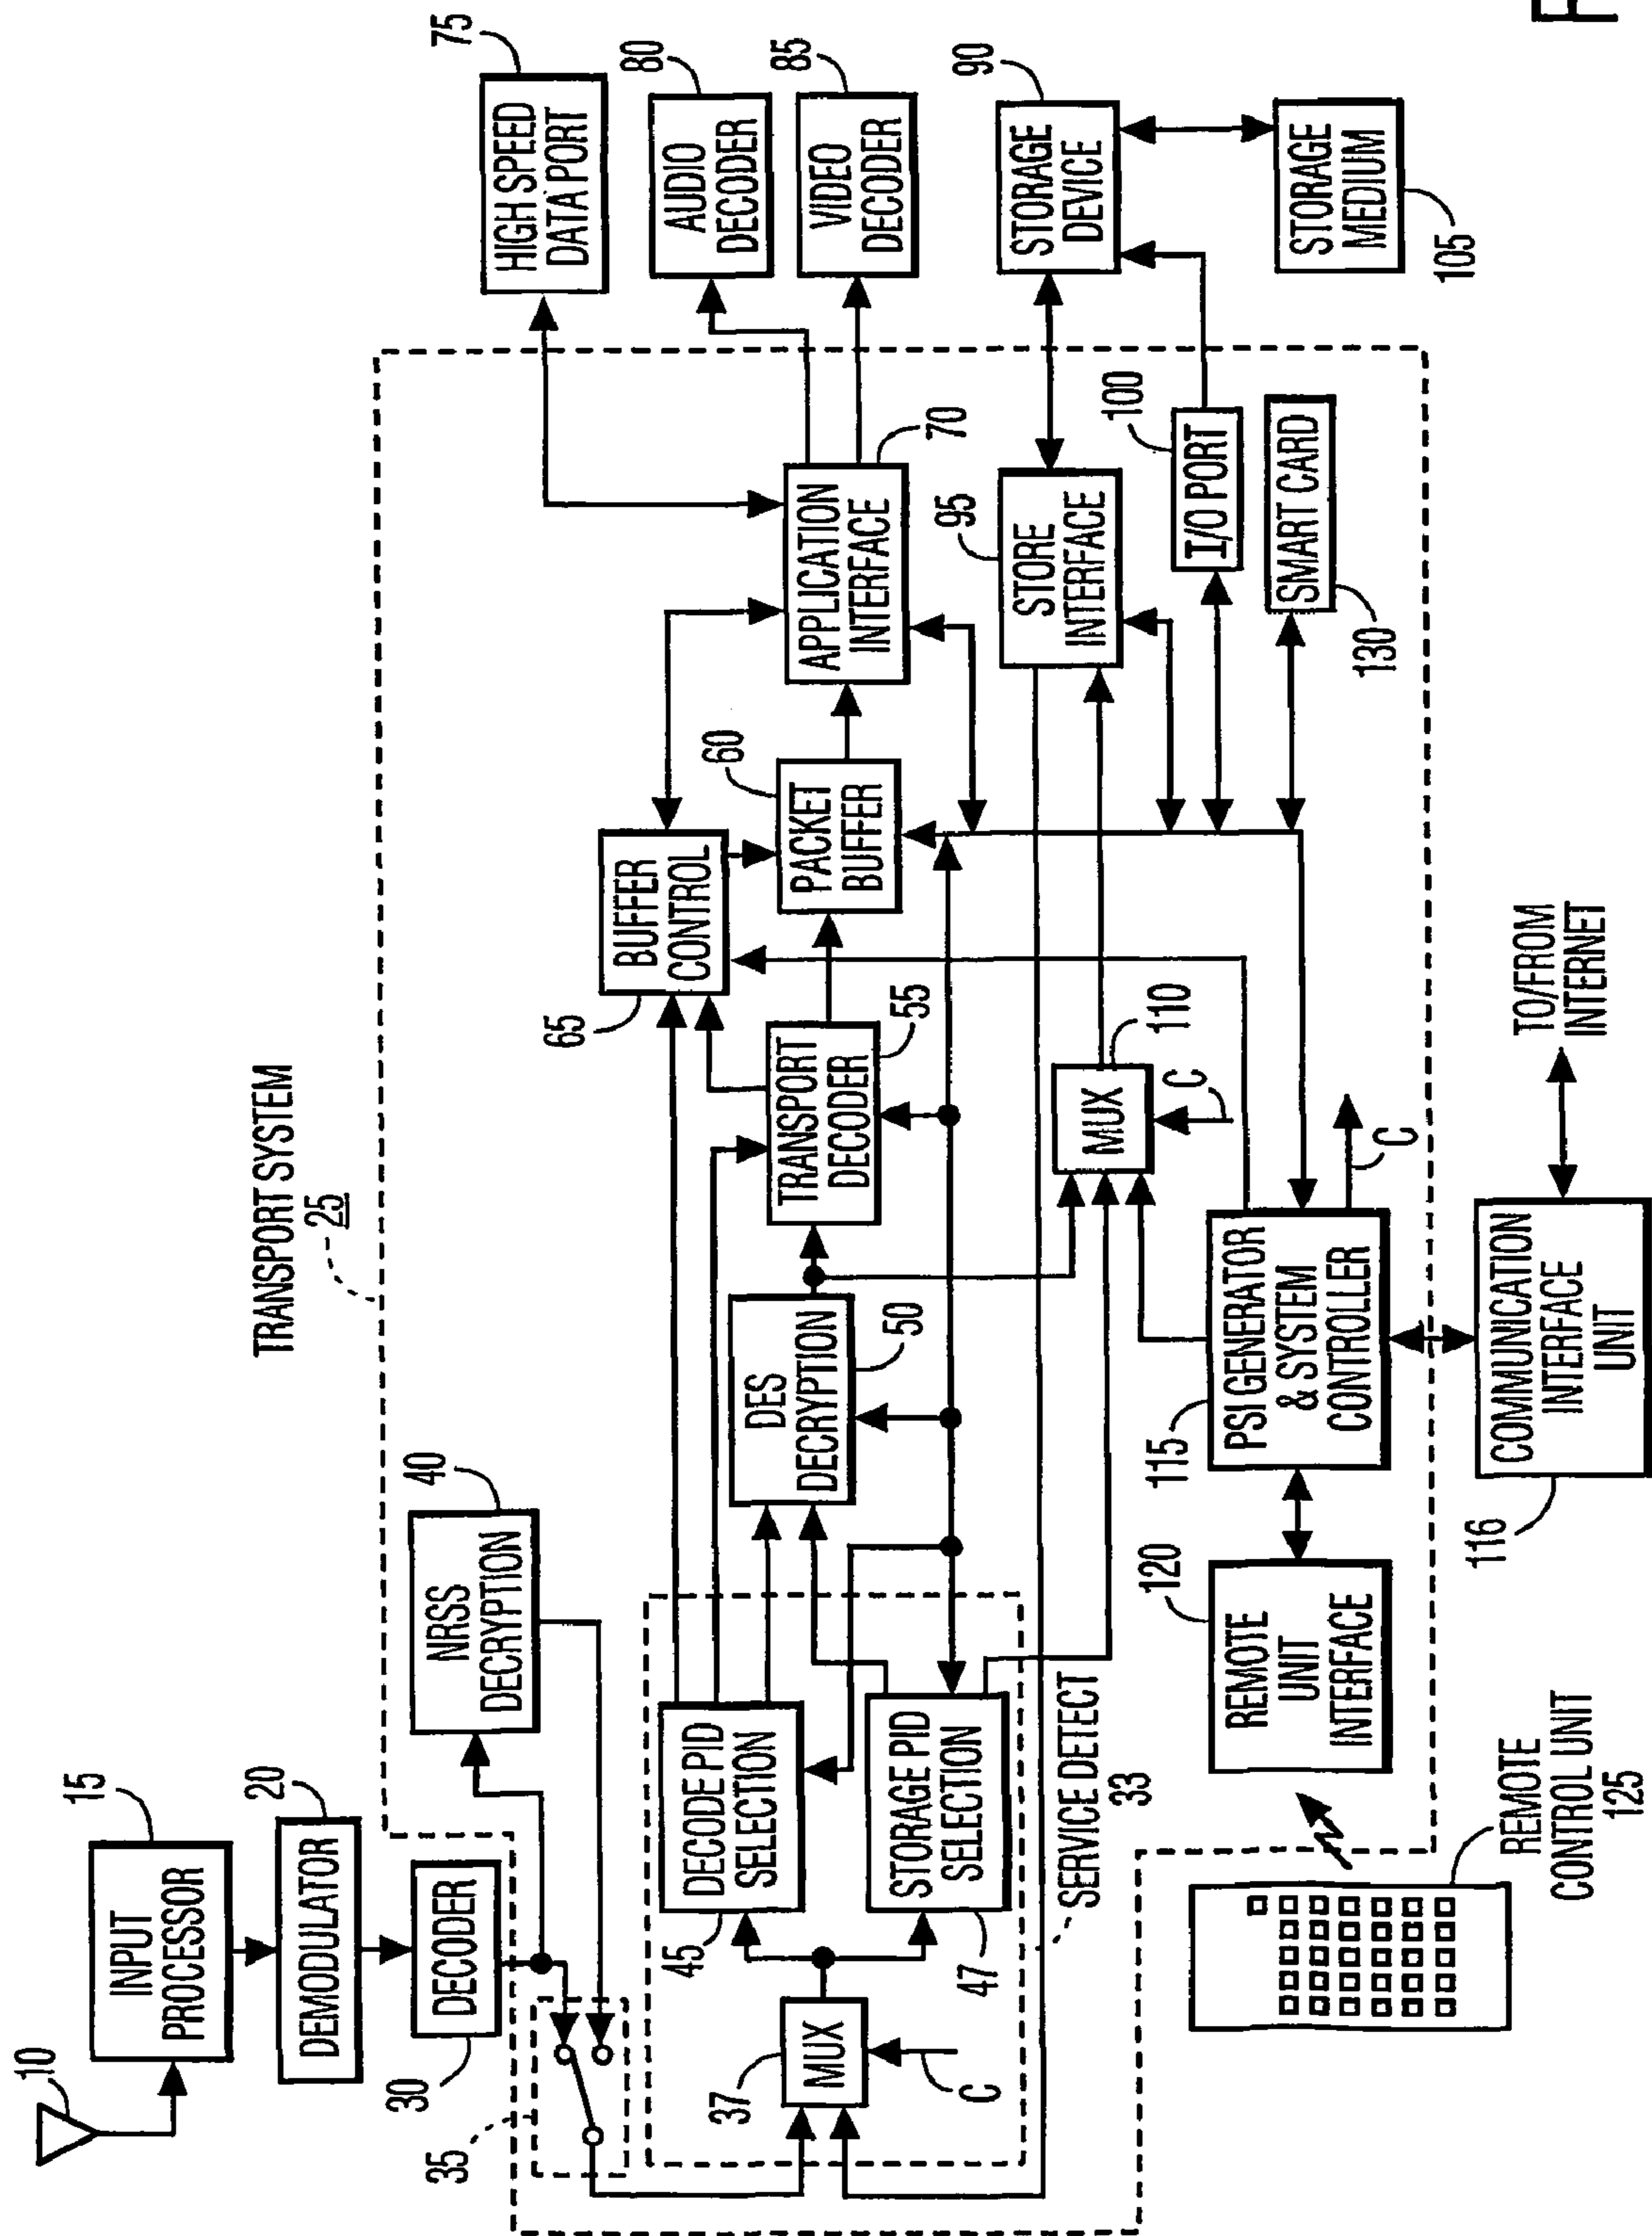 10
INPUT
PROCESSOR
15
DEMODULATOR
20
DECODER
30
35
NRSS
DECRYPTION
40
TRANSPORT SYSTEM
25
37
MUX
C
45
DECODE PID
SELECTION
47
STORAGE PID
SELECTION
SERVICE DETECT
33
DES
DECRYPTION
50
TRANSPORT
DECODER
55
65
BUFFER
CONTROL
PACKET
BUFFER
60
APPLICATION
INTERFACE
70
HIGH SPEED
DATA PORT
75
AUDIO
DECODER
80
VIDEO
DECODER
85
STORAGE
DEVICE
90
STORE
INTERFACE
95
I/O PORT
100
STORAGE
MEDIUM
105
SMART CARD
130
MUX
110
C
115
PSI GENERATOR
& SYSTEM
CONTROLLER
C
COMMUNICATION
INTERFACE
UNIT
116
TO/FROM
INTERNET
120
REMOTE
UNIT
INTERFACE
REMOTE
CONTROL UNIT
125